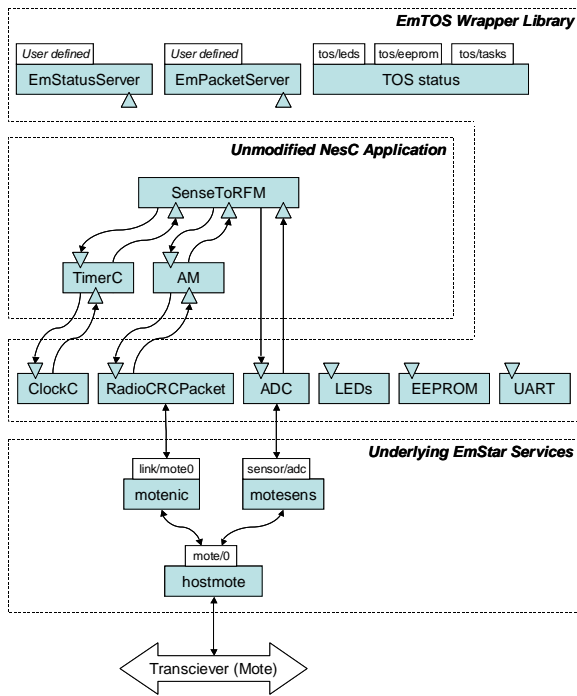 EmTOS Wrapper Library
User defined
User defined
tos/leds
tos/eeprom
tos/tasks
EmStatusServer
EmPacketServer
TOS status
Unmodified NesC Application
SenseToRFM
TimerC
AM
ClockC
RadioCRCPacket
ADC
LEDs
EEPROM
UART
Underlying EmStar Services
link/mote0
sensor/adc
motenic
motesens
mote/0
hostmote
Transciever (Mote)